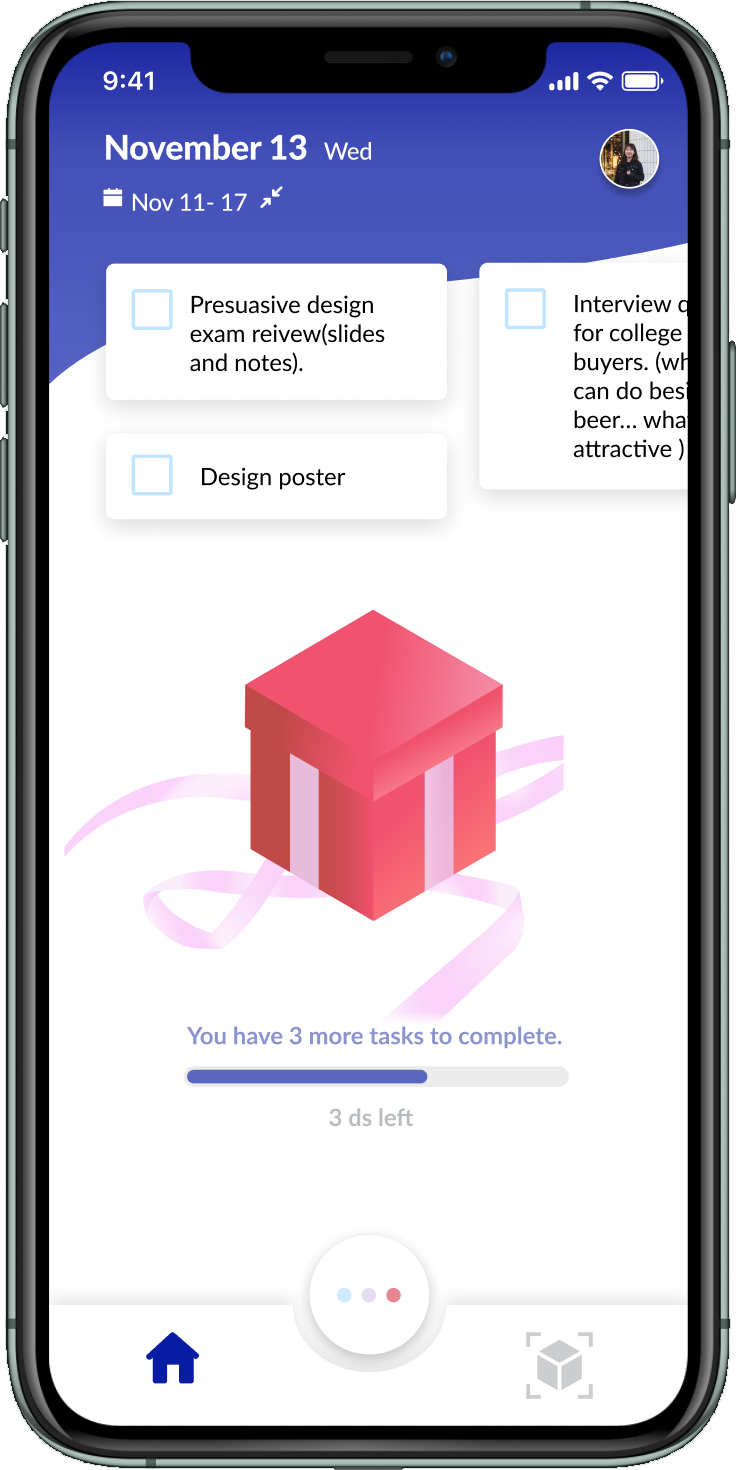 9:41
November 13 Wed
Nov 11- 17
Presuasive design
exam reivew(slides
and notes).
Design poster
Interview
for college
buyers. (wh
can do besi
beer... wha
attractive )
You have 3 more tasks to complete.
3 ds left